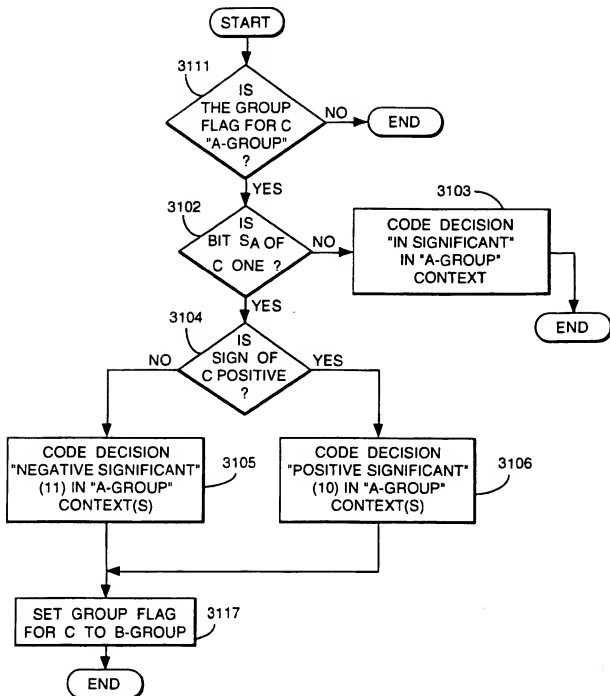 START
3111
IS
THE GROUP
FLAG FOR C
"A-GROUP"
?
NO
END
YES
3102
IS
BIT SA OF
C ONE ?
NO
3103
CODE DECISION
"IN SIGNIFICANT"
IN "A-GROUP"
CONTEXT
END
YES
3104
IS
SIGN OF
C POSITIVE
?
NO
YES
CODE DECISION
"NEGATIVE SIGNIFICANT"
(11) IN "A-GROUP"
CONTEXT(S)
3105
CODE DECISION
"POSITIVE SIGNIFICANT"
(10) IN "A-GROUP"
CONTEXT(S)
3106
SET GROUP FLAG
FOR C TO B-GROUP
3117
END